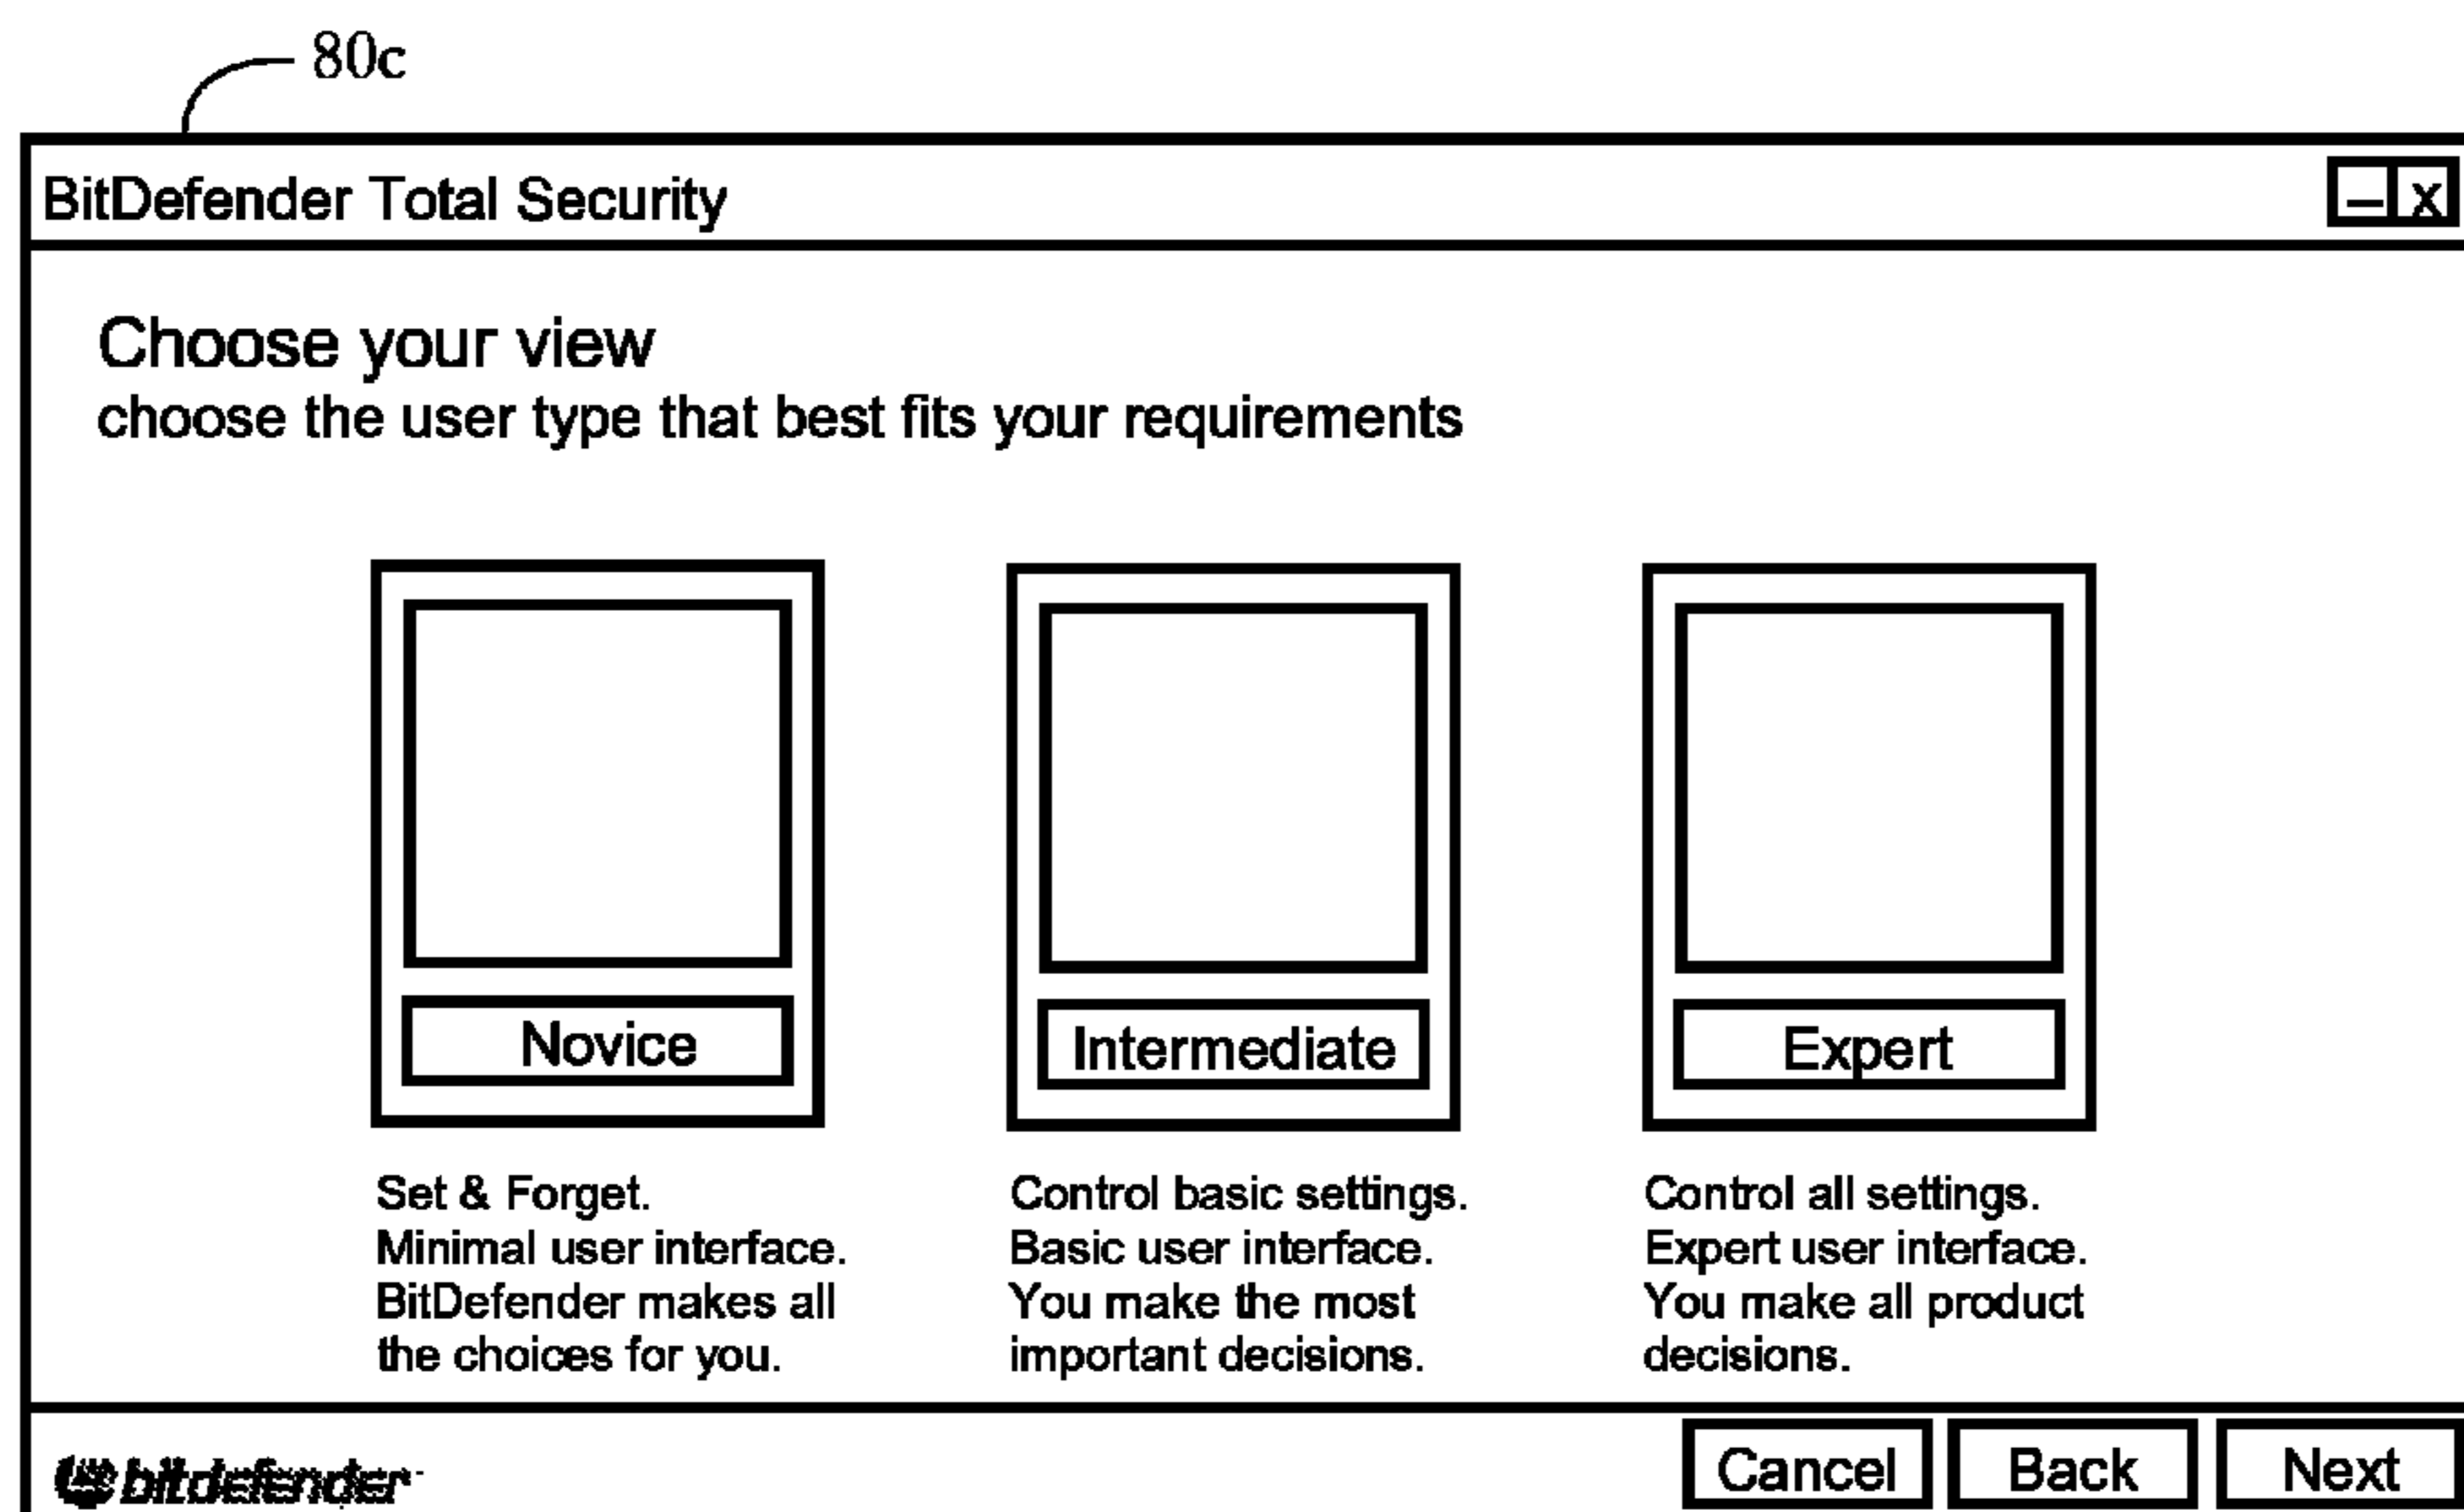 80c
BitDefender Total Security
– x
Choose your view
choose the user type that best fits your requirements
Novice
Intermediate
Expert
Set & Forget.
Minimal user interface.
BitDefender makes all
the choices for you.
Control basic settings.
Basic user interface.
You make the most
important decisions.
Control all settings.
Expert user interface.
You make all product
decisions.
bitdefender
Cancel
Back
Next